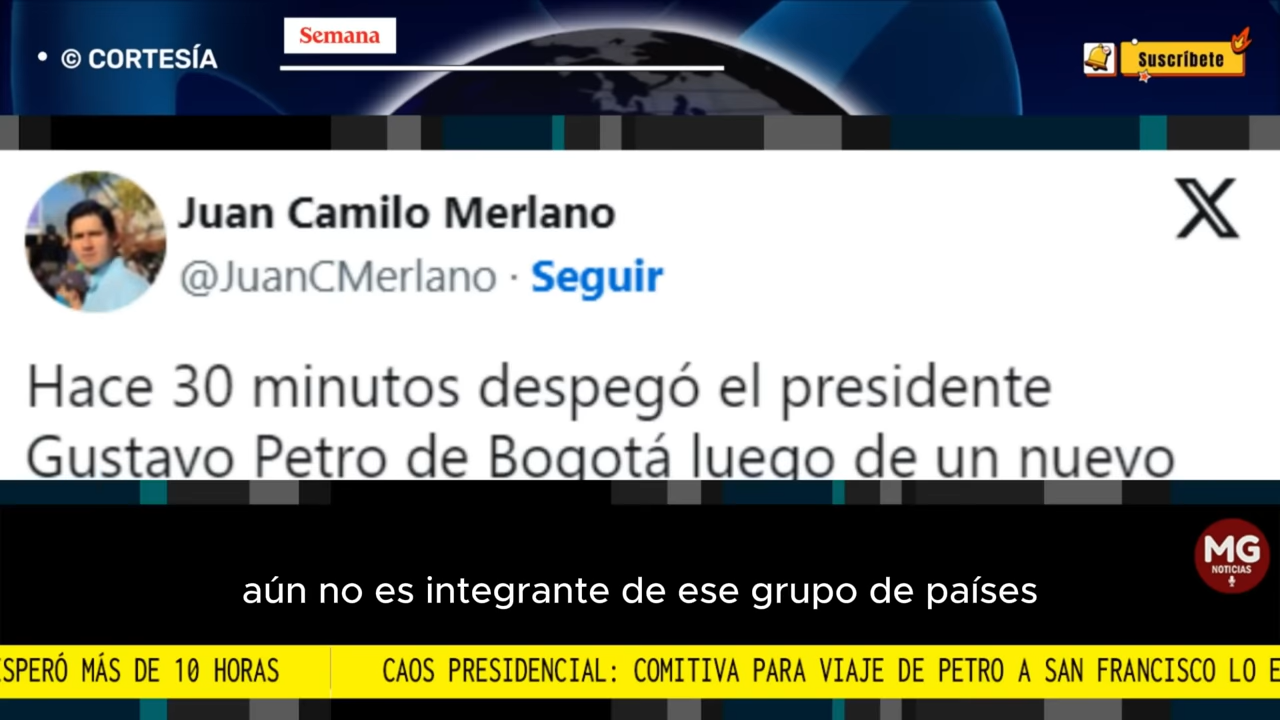 • © CORTESÍA
Semana
Suscríbete
Juan Camilo Merlano
@JuanCMerlano · Seguir
Hace 30 minutos despegó el presidente
Gustavo Petro de Bogotá luego de un nuevo
MG
NOTICIAS
aún no es integrante de ese grupo de países
SPERÓ MÁS DE 10 HORAS
CAOS PRESIDENCIAL: COMITIVA PARA VIAJE DE PETRO A SAN FRANCISCO LO E